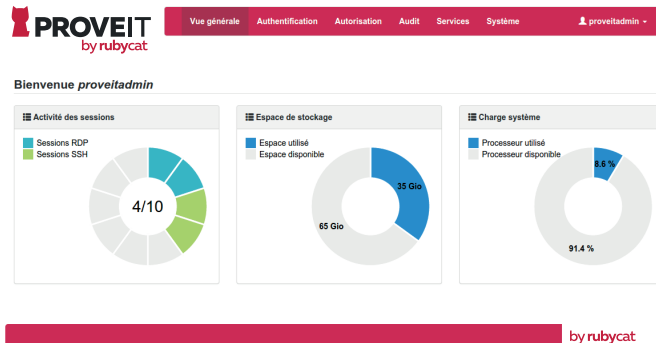 PROVEIT
by rubycat
Vue générale Authentification Autorisation Audit Services Système proveitadmin
Bienvenue proveitadmin
Activité des sessions
Sessions RDP
Sessions SSH
4/10
Espace de stockage
Espace utilisé
Espace disponible
35 Gio
65 Gio
Charge système
Processeur utilisé
Processeur disponible
8.6 %
91.4 %
by rubycat